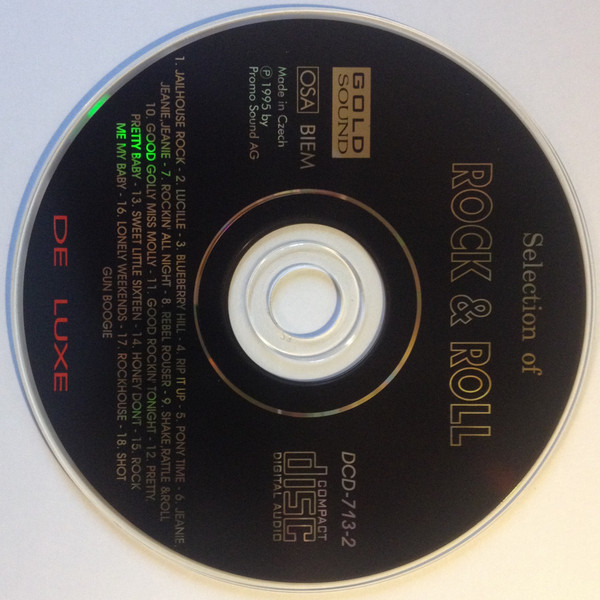 Selection of
ROCK & ROLL
GOLD
SOUND
OSA BIEM
Made in Czech
℗ 1995 by
Promo Sound AG
DCD-713-2
COMPACT
disc
DIGITAL AUDIO
1. JAILHOUSE ROCK - 2. LUCILLE - 3. BLUEBERRY HILL - 4. RIP IT UP - 5. PONY TIME - 6. JEANIE,
JEANIE, JEANIE - 7. ROCKIN' ALL NIGHT - 8. REBEL ROUSER - 9. SHAKE, RATTLE & ROLL
10. GOOD GOLLY MISS MOLLY - 11. GOOD ROCKIN' TONIGHT - 12. PRETTY,
PRETTY BABY - 13. SWEET LITTLE SIXTEEN - 14. HONEY DONT - 15. ROCK
ME MY BABY - 16. LONELY WEEKENDS - 17. ROCKHOUSE - 18. SHOT
GUN BOOGIE
DE LUXE